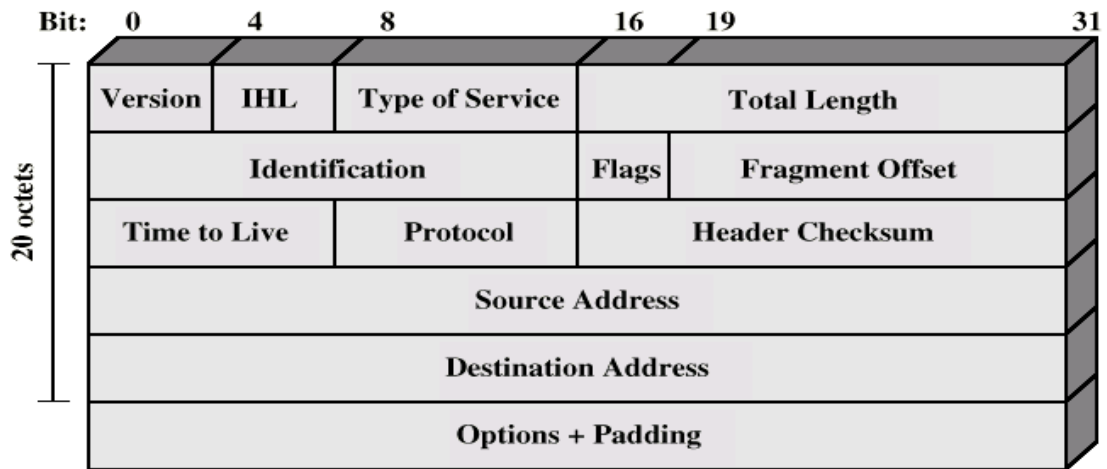 Bit: 0 4 8 16 19 31
Version IHL Type of Service Total Length
Identification Flags Fragment Offset
Time to Live Protocol Header Checksum
Source Address
Destination Address
Options + Padding
20 octets